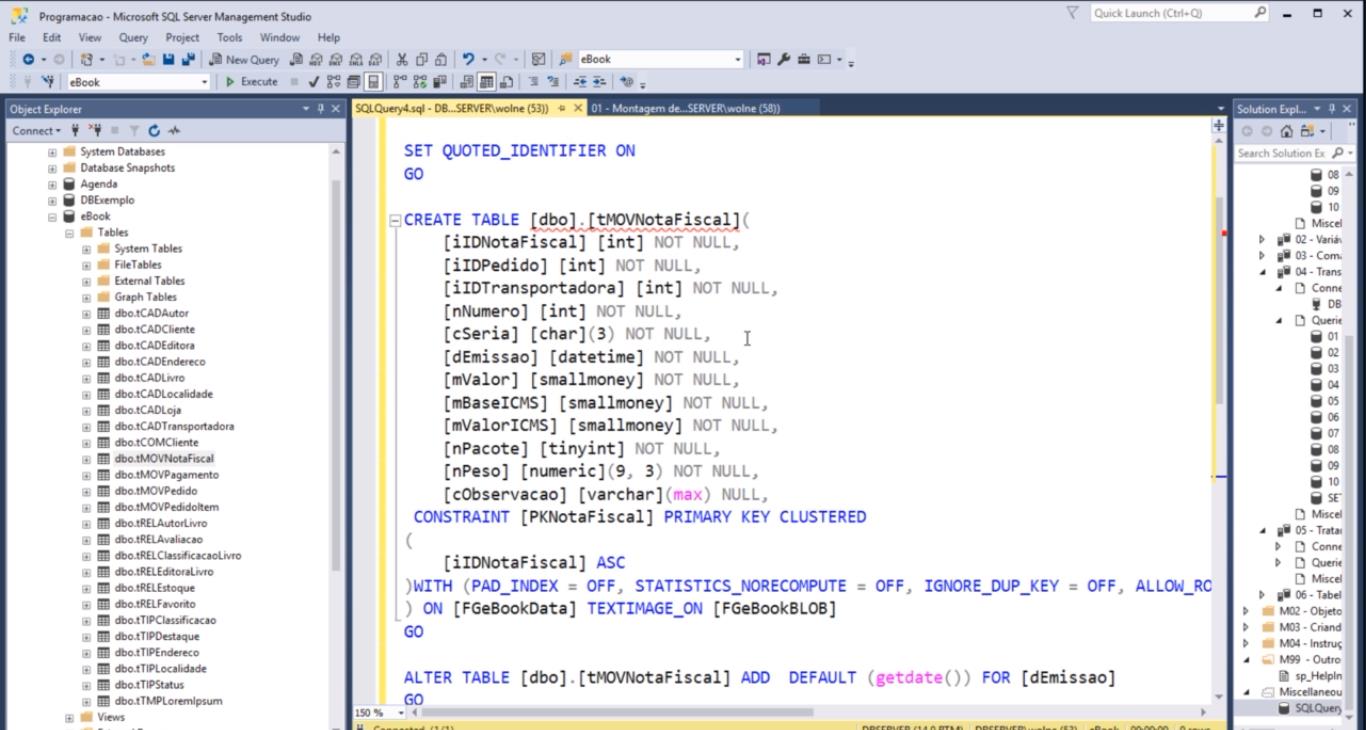 Programacao - Microsoft SQL Server Management Studio
Quick Launch (Ctrl+Q)
File Edit View Query Project Tools Window Help
New Query
eBook
eBook
Execute
Object Explorer
SQLQuery4.sql - DB...SERVER\wolne (53))
01 - Montagem de...SERVER\wolne (58))
Solution Expl...
Connect
Search Solution Ex
System Databases
Database Snapshots
Agenda
DBExemplo
eBook
Tables
System Tables
FileTables
External Tables
Graph Tables
dbo.tCADAutor
dbo.tCADCliente
dbo.tCADEditora
dbo.tCADEndereco
dbo.tCADLivro
dbo.tCADLocalidade
dbo.tCADLoja
dbo.tCADTransportadora
dbo.tCOMCliente
dbo.tMOVNotaFiscal
dbo.tMOVPagamento
dbo.tMOVPedido
dbo.tMOVPedidoItem
dbo.tRELAutorLivro
dbo.tRELAvaliacao
dbo.tRELClassificacaoLivro
dbo.tRELEditoraLivro
dbo.tRELEstoque
dbo.tRELFavorito
dbo.tTIPClassificacao
dbo.tTIPDestaque
dbo.tTIPEndereco
dbo.tTIPLocalidade
dbo.tTIPStatus
dbo.tTMPLoremIpsum
Views
SET QUOTED_IDENTIFIER ON
GO
CREATE TABLE [dbo].[tMOVNotaFiscal](
[iIDNotaFiscal] [int] NOT NULL,
[iIDPedido] [int] NOT NULL,
[iIDTransportadora] [int] NOT NULL,
[nNumero] [int] NOT NULL,
[cSeria] [char](3) NOT NULL,
[dEmissao] [datetime] NOT NULL,
[mValor] [smallmoney] NOT NULL,
[mBaseICMS] [smallmoney] NOT NULL,
[mValorICMS] [smallmoney] NOT NULL,
[nPacote] [tinyint] NOT NULL,
[nPeso] [numeric](9, 3) NOT NULL,
[cObservacao] [varchar](max) NULL,
CONSTRAINT [PKNotaFiscal] PRIMARY KEY CLUSTERED
(
[iIDNotaFiscal] ASC
)WITH (PAD_INDEX = OFF, STATISTICS_NORECOMPUTE = OFF, IGNORE_DUP_KEY = OFF, ALLOW_RO
) ON [FGeBookData] TEXTIMAGE_ON [FGeBookBLOB]
GO
ALTER TABLE [dbo].[tMOVNotaFiscal] ADD DEFAULT (getdate()) FOR [dEmissao]
GO
150 %
08
09
10
Miscel
02 - Variáv
03 - Com
04 - Trans
Conne
DB
Querie
01
02
03
04
05
06
07
08
09
10
SE
Miscel
05 - Trata
Conne
Querie
Miscel
06 - Tabel
M02 - Objeto
M03 - Criand
M04 - Instruç
M99 - Outro
sp_HelpIn
Miscellaneou
SQLQuery